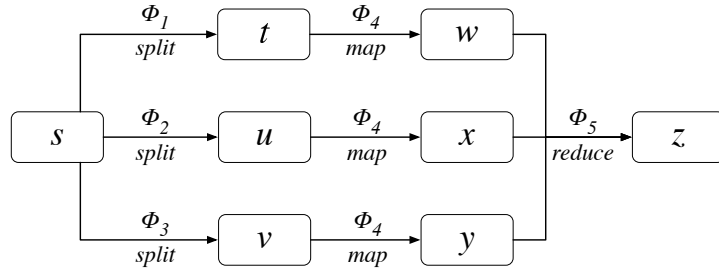 Φ1 Φ4
t w
split map
Φ2 Φ4 Φ5
s u x z
split map reduce
Φ3 Φ4
v y
split map